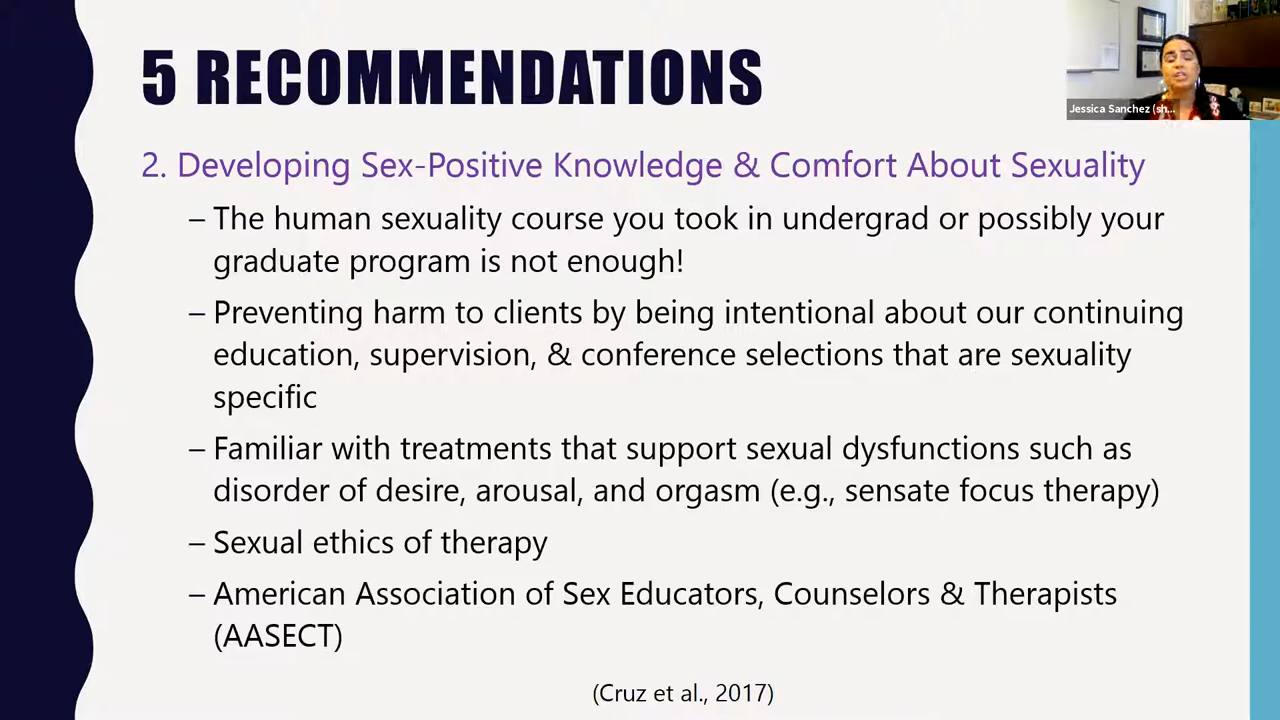 5 RECOMMENDATIONS
Jessica Sanchez (sh...
2. Developing Sex-Positive Knowledge & Comfort About Sexuality
– The human sexuality course you took in undergrad or possibly your
graduate program is not enough!
– Preventing harm to clients by being intentional about our continuing
education, supervision, & conference selections that are sexuality
specific
– Familiar with treatments that support sexual dysfunctions such as
disorder of desire, arousal, and orgasm (e.g., sensate focus therapy)
– Sexual ethics of therapy
– American Association of Sex Educators, Counselors & Therapists
(AASECT)
(Cruz et al., 2017)